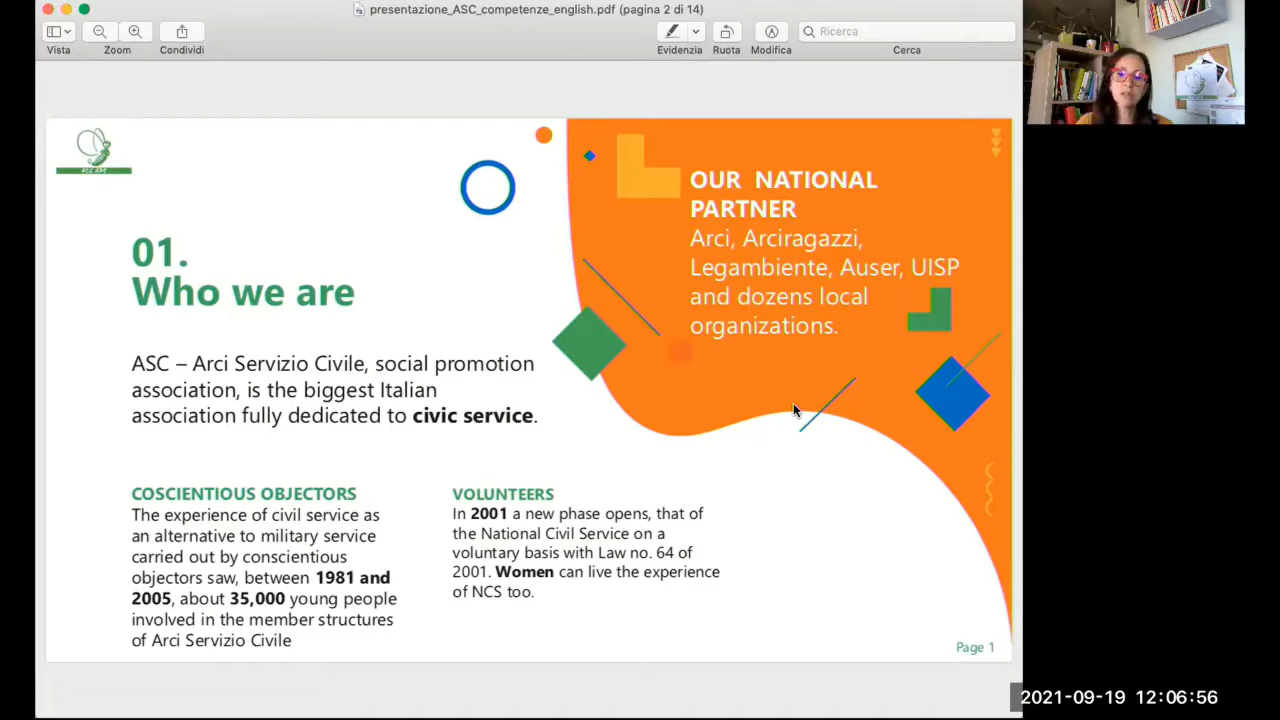 presentazione_ASC_competenze_english.pdf (pagina 2 di 14)
Vista
Zoom
Condividi
Evidenzia
Ruota
Modifica
Ricerca
Cerca
ASC APS
01.
Who we are
ASC – Arci Servizio Civile, social promotion
association, is the biggest Italian
association fully dedicated to civic service.
OUR NATIONAL
PARTNER
Arci, Arciragazzi,
Legambiente, Auser, UISP
and dozens local
organizations.
COSCIENTIOUS OBJECTORS
The experience of civil service as
an alternative to military service
carried out by conscientious
objectors saw, between 1981 and
2005, about 35,000 young people
involved in the member structures
of Arci Servizio Civile
VOLUNTEERS
In 2001 a new phase opens, that of
the National Civil Service on a
voluntary basis with Law no. 64 of
2001. Women can live the experience
of NCS too.
Page 1
2021-09-19 12:06:56